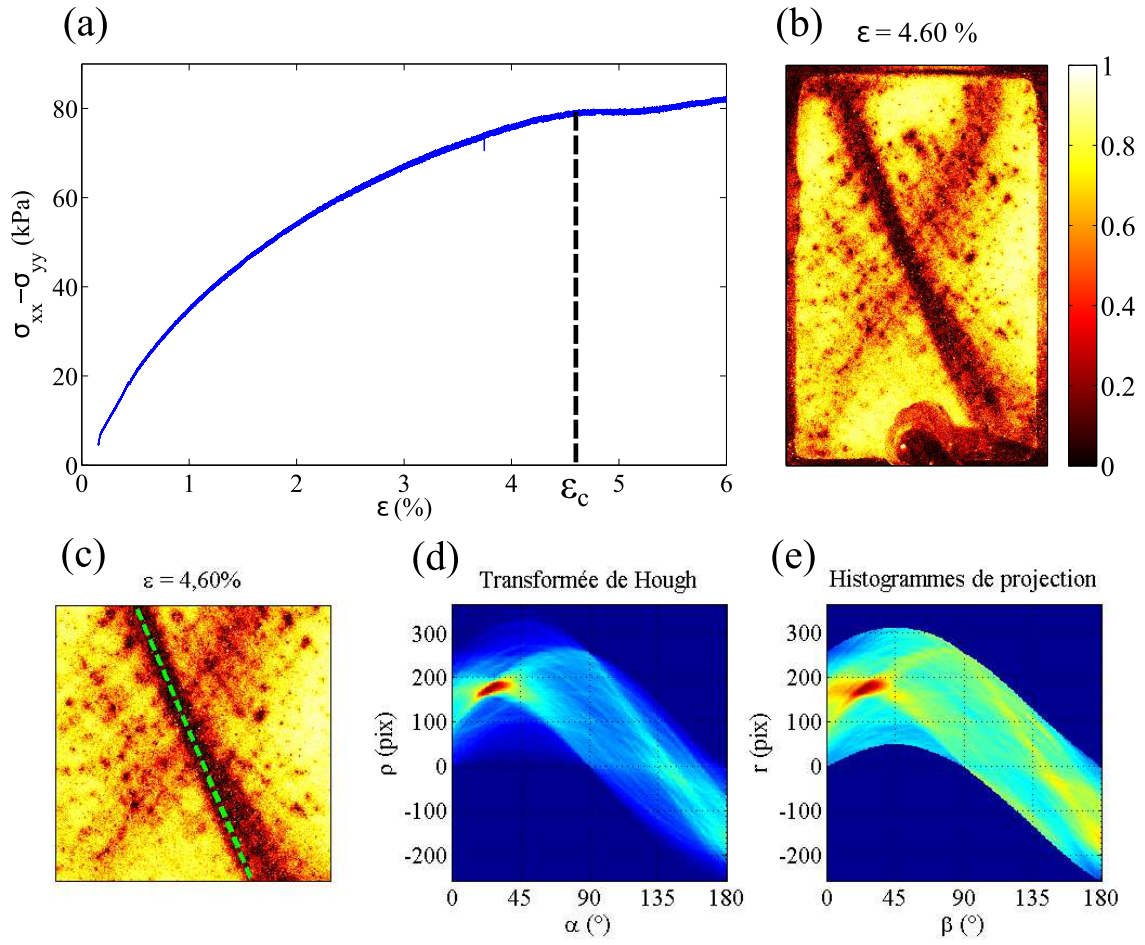 (a)
σxx−σyy (kPa)
80
60
40
20
0
0 1 2 3 4 5 6
ε (%)
εc
(b)
ε = 4.60 %
1
0.8
0.6
0.4
0.2
0
(c)
ε = 4,60%
(d)
Transformée de Hough
ρ (pix)
300
200
100
0
-100
-200
0 45 90 135 180
α (°)
(e)
Histogrammes de projection
r (pix)
300
200
100
0
-100
-200
0 45 90 135 180
β (°)